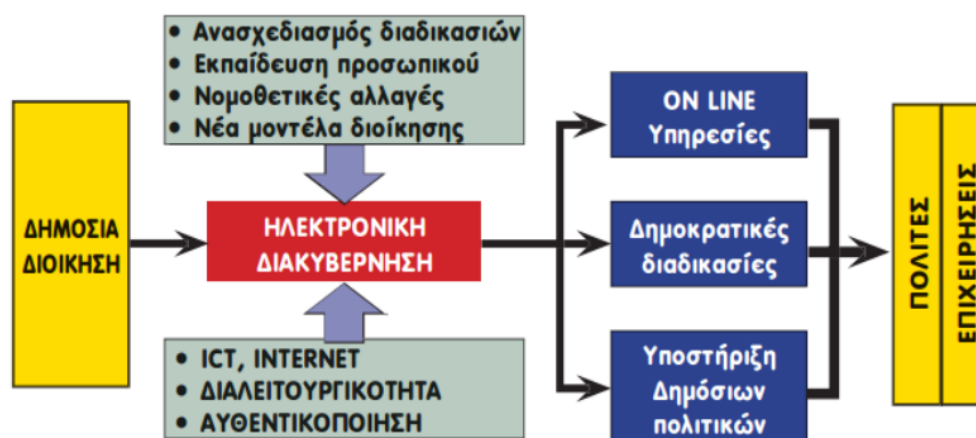 • Ανασχεδιασμός διαδικασιών
• Εκπαίδευση προσωπικού
• Νομοθετικές αλλαγές
• Νέα μοντέλα διοίκησης
ΔΗΜΟΣΙΑ
ΔΙΟΙΚΗΣΗ
ΗΛΕΚΤΡΟΝΙΚΗ
ΔΙΑΚΥΒΕΡΝΗΣΗ
• ICT, INTERNET
• ΔΙΑΛΕΙΤΟΥΡΓΙΚΟΤΗΤΑ
• ΑΥΘΕΝΤΙΚΟΠΟΙΗΣΗ
ON LINE
Υπηρεσίες
Δημοκρατικές
διαδικασίες
Υποστήριξη
Δημόσιων
πολιτικών
ΠΟΛΙΤΕΣ
ΕΠΙΧΕΙΡΗΣΕΙΣ